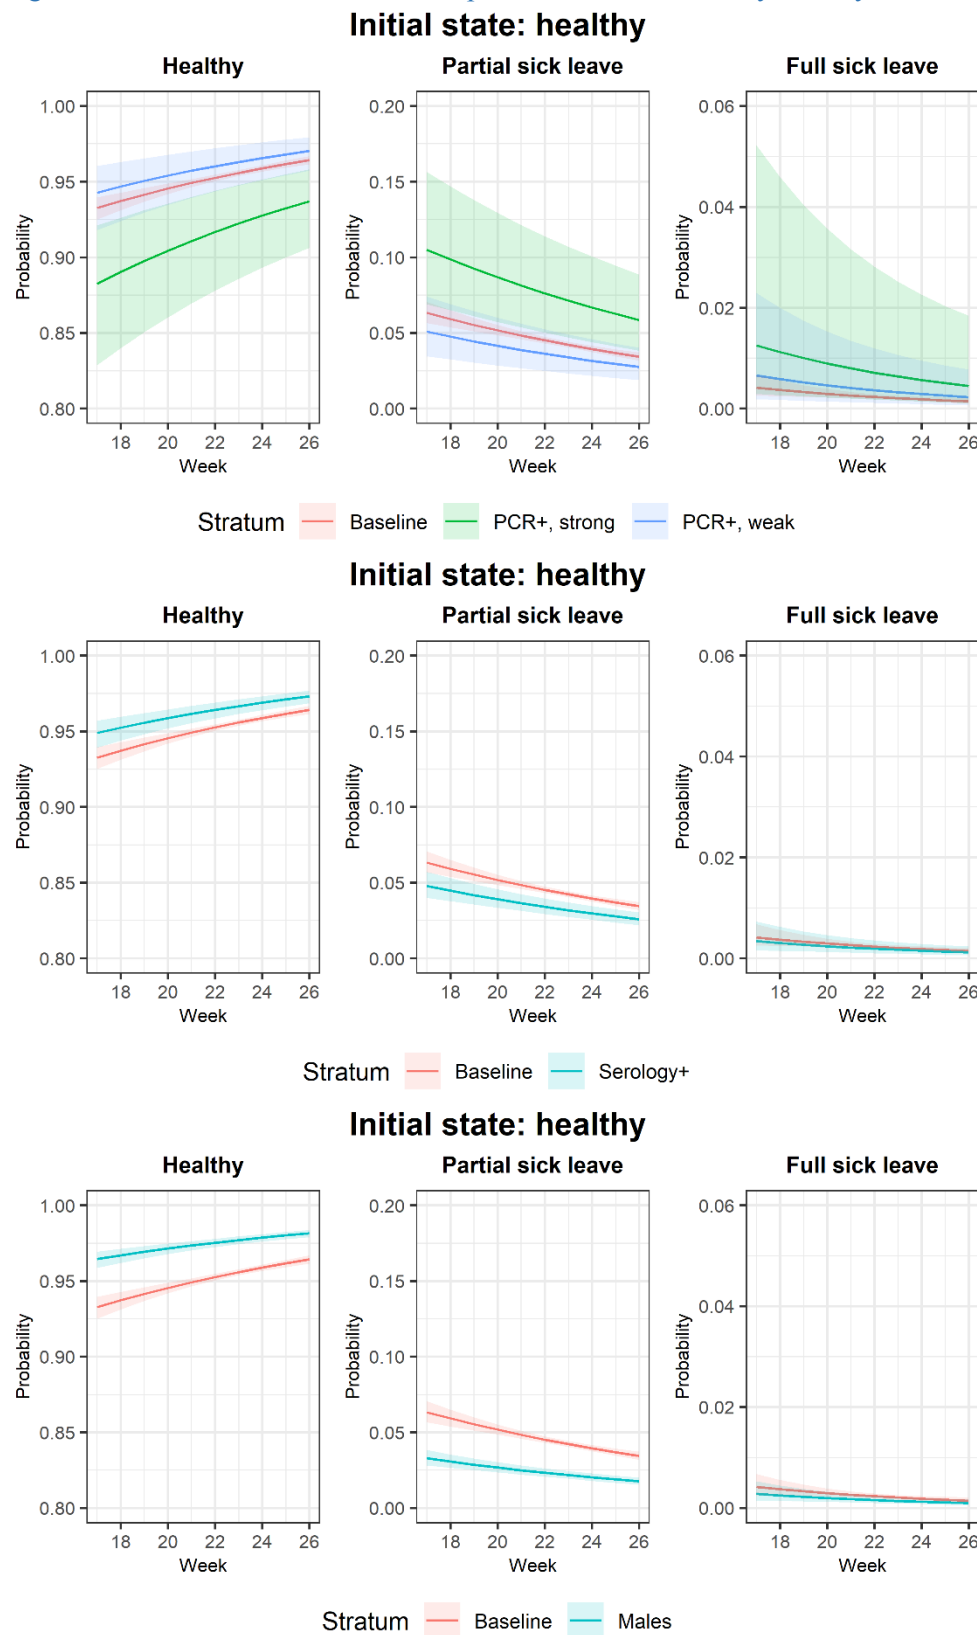 Initial state: healthy
Healthy Partial sick leave Full sick leave
1.00 0.20 0.06
0.95 0.15 0.04
0.90 0.10 0.02
0.85 0.05 0.00
0.80 0.00
Probability Probability Probability
18 20 22 24 26 18 20 22 24 26 18 20 22 24 26
Week Week Week
Stratum Baseline PCR+, strong PCR+, weak
Initial state: healthy
Healthy Partial sick leave Full sick leave
1.00 0.20 0.06
0.95 0.15 0.04
0.90 0.10 0.02
0.85 0.05 0.00
0.80 0.00
Probability Probability Probability
18 20 22 24 26 18 20 22 24 26 18 20 22 24 26
Week Week Week
Stratum Baseline Serology+
Initial state: healthy
Healthy Partial sick leave Full sick leave
1.00 0.20 0.06
0.95 0.15 0.04
0.90 0.10 0.02
0.85 0.05 0.00
0.80 0.00
Probability Probability Probability
18 20 22 24 26 18 20 22 24 26 18 20 22 24 26
Week Week Week
Stratum Baseline Males